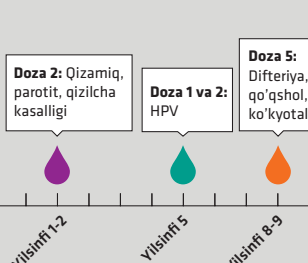 Doza 2: Qizamiq,
parotit, qizilcha
kasalligi
Doza 1 va 2:
HPV
Doza 5:
Difteriya,
qo'qshol,
ko'kyotal
Yilsinfi 1-2
Yilsinfi 5
Yilsinfi 8-9